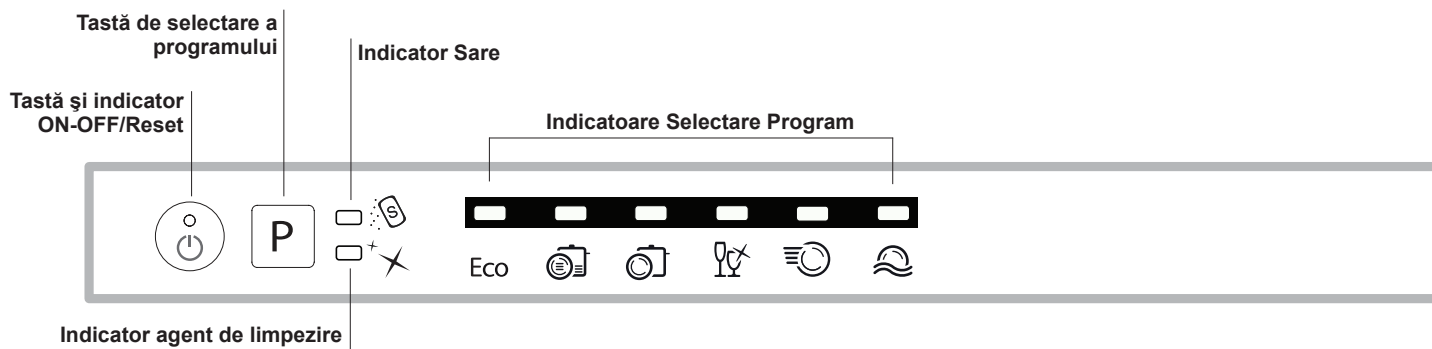 Tastă de selectare a
programului
Indicator Sare
Tastă şi indicator
ON-OFF/Reset
Indicatoare Selectare Program
P
S
Eco
Indicator agent de limpezire